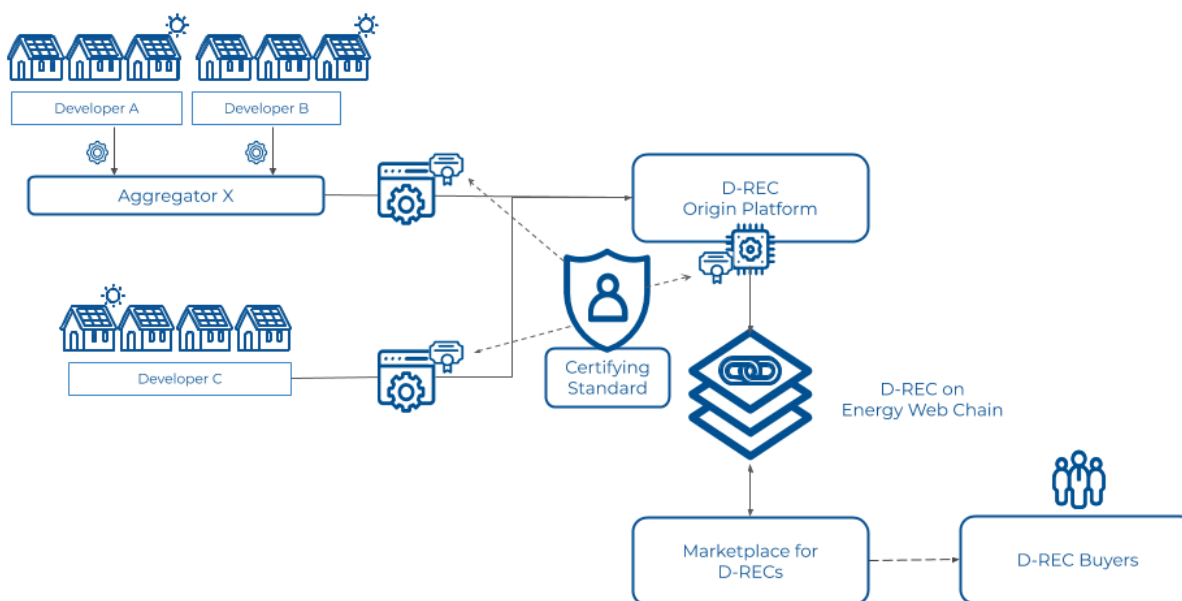 Developer A
Developer B
Aggregator X
D-REC
Origin Platform
Developer C
Certifying
Standard
D-REC on
Energy Web Chain
Marketplace for
D-RECs
D-REC Buyers